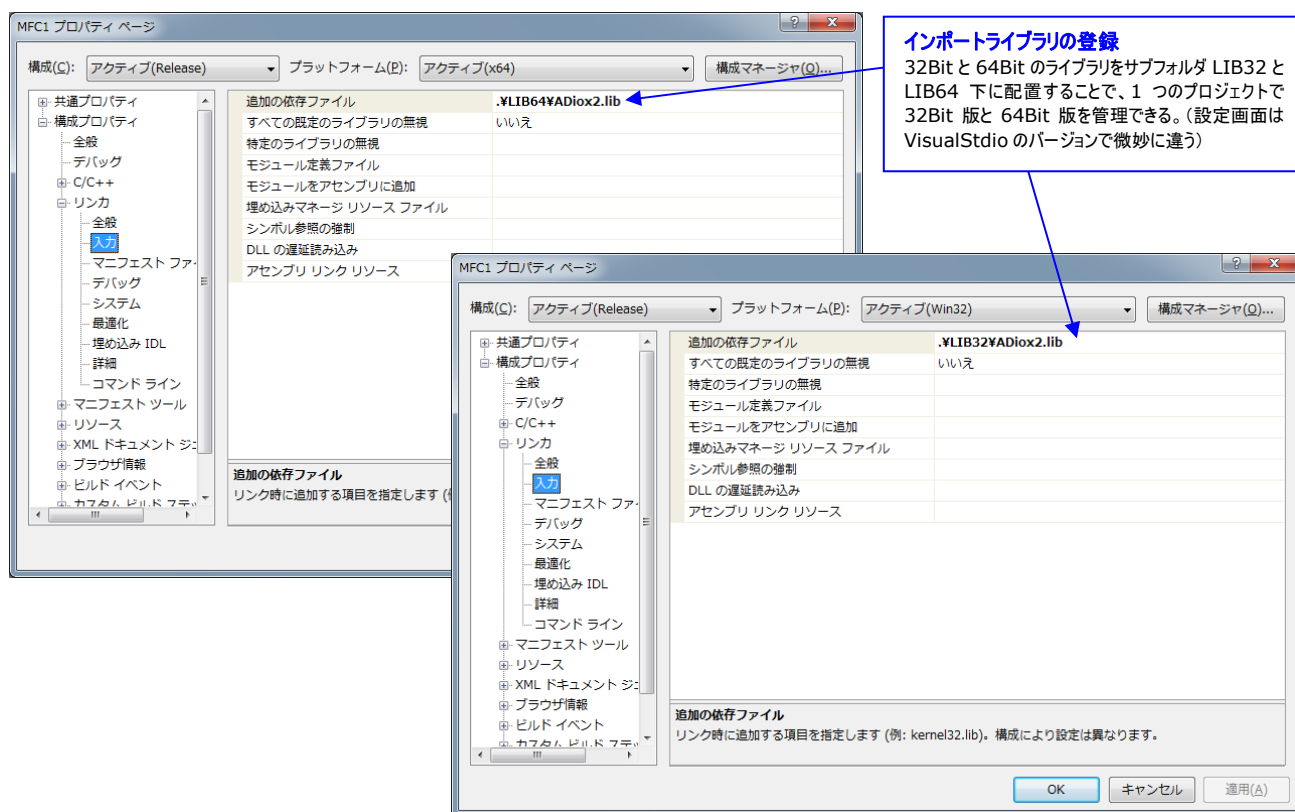 MFC1 プロパティ ページ
構成(C): アクティブ(Release) プラットフォーム(P): アクティブ(x64) 構成マネージャ(O)...
共通プロパティ
構成プロパティ
全般
デバッグ
C/C++
リンカ
全般
入力
マニフェスト ファ
デバッグ
システム
最適化
埋め込み IDL
詳細
コマンド ライン
マニフェスト ツール
リソース
XML ドキュメント ジ
ブラウザ情報
ビルド イベント
カスタム ビルド ステッ
追加の依存ファイル .¥LIB64¥ADiox2.lib
すべての既定のライブラリの無視 いいえ
特定のライブラリの無視
モジュール定義ファイル
モジュールをアセンブリに追加
埋め込みマネージ リソース ファイル
シンボル参照の強制
DLL の遅延読み込み
アセンブリ リンク リソース
追加の依存ファイル
リンク時に追加する項目を指定します (
インポートライブラリの登録
32Bit と 64Bit のライブラリをサブフォルダ LIB32 と
LIB64 下に配置することで、1 つのプロジェクトで
32Bit 版と 64Bit 版を管理できる。（設定画面は
VisualStdio のバージョンで微妙に違う）
MFC1 プロパティ ページ
構成(C): アクティブ(Release) プラットフォーム(P): アクティブ(Win32) 構成マネージャ(O)...
共通プロパティ
構成プロパティ
全般
デバッグ
C/C++
リンカ
全般
入力
マニフェスト ファ
デバッグ
システム
最適化
埋め込み IDL
詳細
コマンド ライン
マニフェスト ツール
リソース
XML ドキュメント ジ
ブラウザ情報
ビルド イベント
カスタム ビルド ステッ
追加の依存ファイル .¥LIB32¥ADiox2.lib
すべての既定のライブラリの無視 いいえ
特定のライブラリの無視
モジュール定義ファイル
モジュールをアセンブリに追加
埋め込みマネージ リソース ファイル
シンボル参照の強制
DLL の遅延読み込み
アセンブリ リンク リソース
追加の依存ファイル
リンク時に追加する項目を指定します (例: kernel32.lib)。構成により設定は異なります。
OK キャンセル 適用(A)